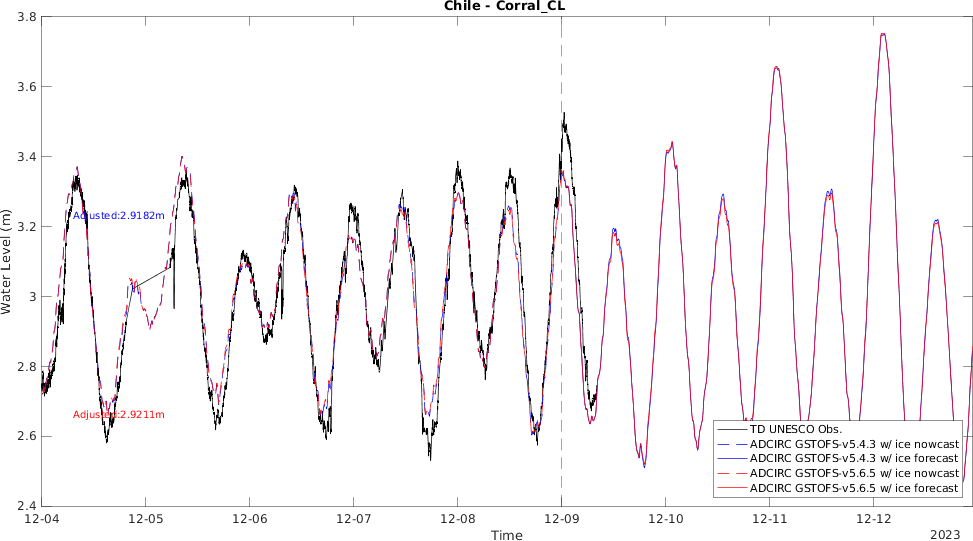 Chile - Corral_CL
3.8
3.6
3.4
3.2
3
2.8
2.6
2.4
Water Level (m)
Adjusted:2.9182m
Adjusted:2.9211m
TD UNESCO Obs.
ADCIRC GSTOFS-v5.4.3 w/ ice nowcast
ADCIRC GSTOFS-v5.4.3 w/ ice forecast
ADCIRC GSTOFS-v5.6.5 w/ ice nowcast
ADCIRC GSTOFS-v5.6.5 w/ ice forecast
12-04 12-05 12-06 12-07 12-08 12-09 12-10 12-11 12-12
Time
2023